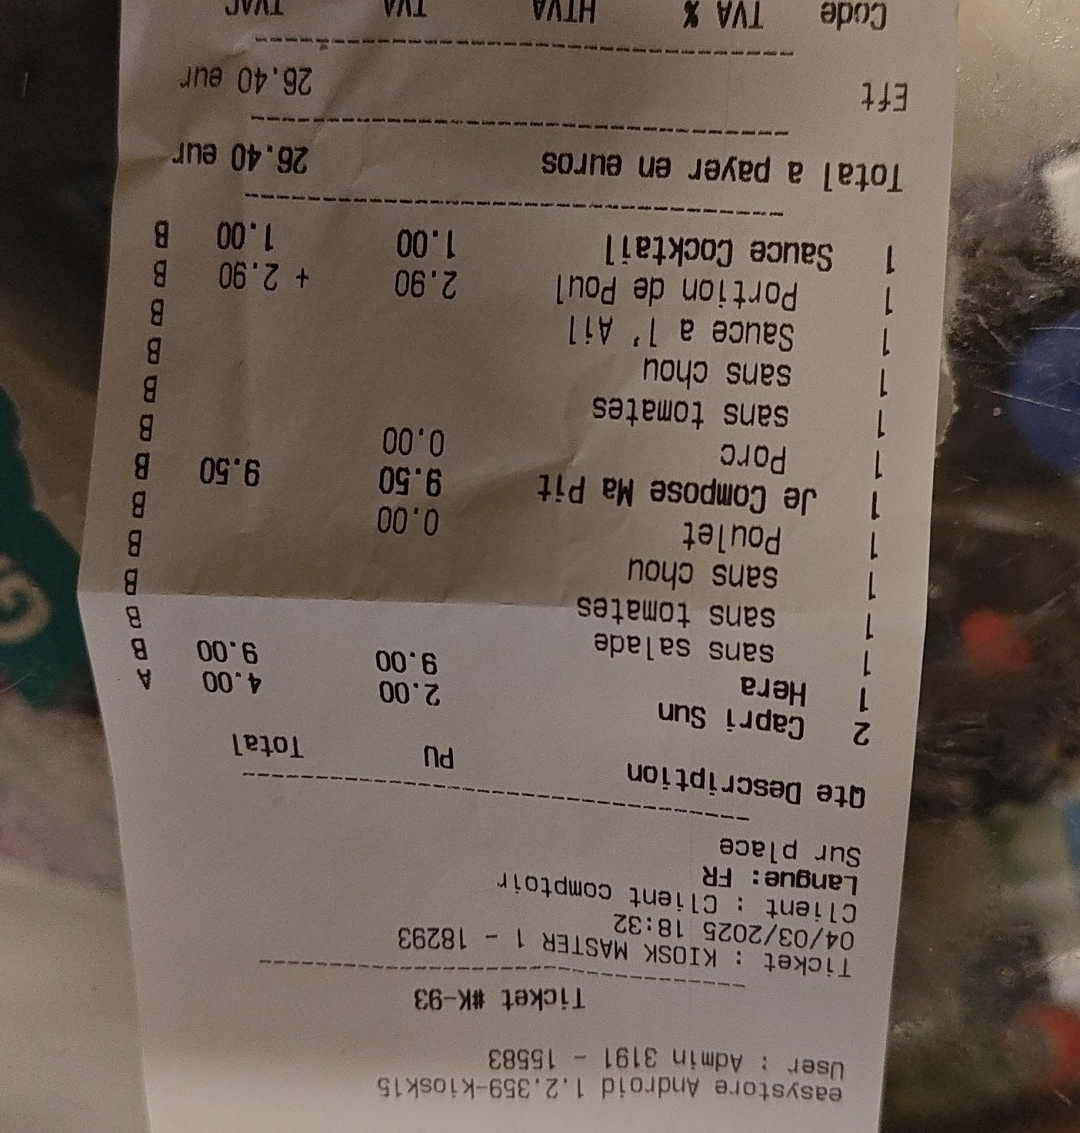 easystore Android 1.2.359-kiosk15
User : Admin 3191 - 15583
Ticket #K-93
Ticket : KIOSK MASTER 1 - 18293
04/03/2025 18:32
Client : Client comptoir
Langue: FR
Sur place
Qte Description PU Total
2 Capri Sun 2.00 4.00 A
1 Hera 9.00 9.00 B
1 sans salade B
1 sans tomates B
1 sans chou B
1 Poulet 0.00 B
1 Je Compose Ma Pit 9.50 9.50 B
1 Porc 0.00 B
1 sans tomates B
1 sans chou B
1 Sauce a l'Ail B
1 Portion de Poul 2.90 + 2.90 B
1 Sauce Cocktail 1.00 1.00 B
Total a payer en euros 26.40 eur
Eft 26.40 eur
Code TVA % HTVA TVA TVAC